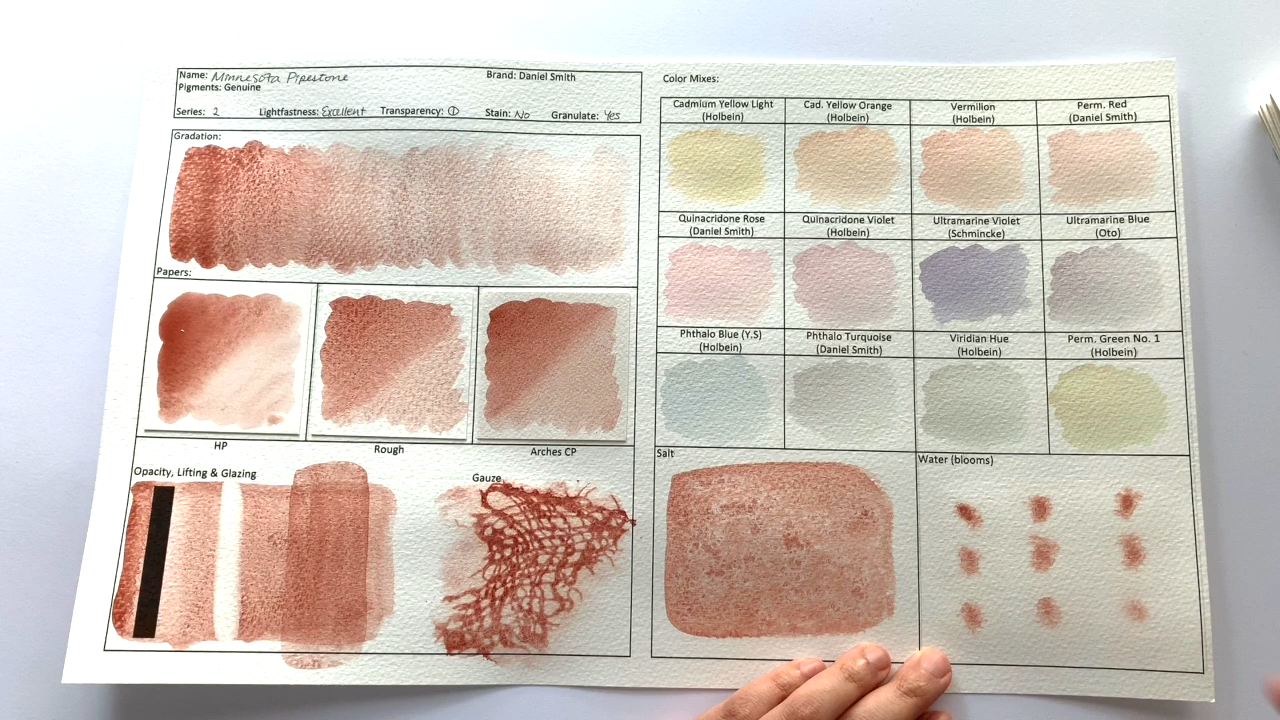 Name: Minnesota Pipestone Brand: Daniel Smith
Pigments: Genuine
Series: 2 Lightfastness: Excellent Transparency: Stain: No Granulate: Yes
Gradation:
Papers:
HP Rough Arches CP
Opacity, Lifting & Glazing Gauze
Color Mixes:
Cadmium Yellow Light Cad. Yellow Orange Vermilion Perm. Red
(Holbein) (Holbein) (Holbein) (Daniel Smith)
Quinacridone Rose Quinacridone Violet Ultramarine Violet Ultramarine Blue
(Daniel Smith) (Holbein) (Schmincke) (Oto)
Phthalo Blue (Y.S) Phthalo Turquoise Viridian Hue Perm. Green No. 1
(Holbein) (Daniel Smith) (Holbein) (Holbein)
Salt Water (blooms)